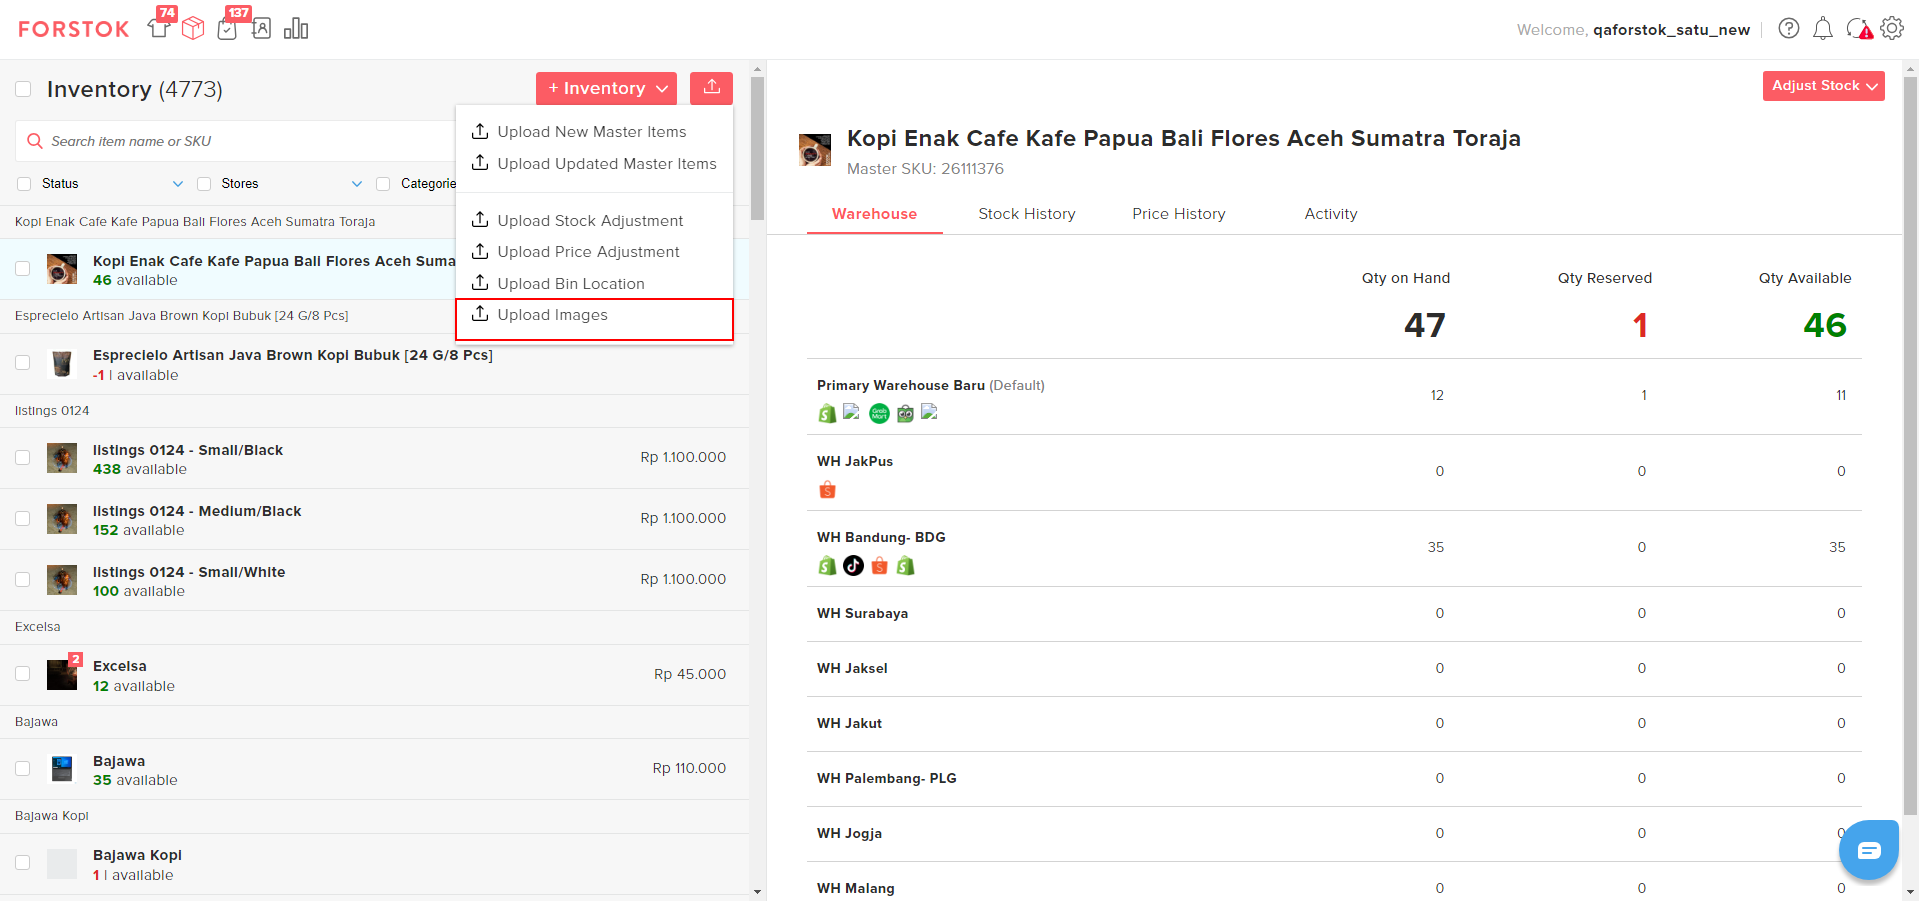 FORSTOK
74
137
Welcome, qaforstok_satu_new
Inventory (4773)
+ Inventory
Search item name or SKU
Status
Stores
Categorie
Upload New Master Items
Upload Updated Master Items
Upload Stock Adjustment
Upload Price Adjustment
Upload Bin Location
Upload Images
Kopi Enak Cafe Kafe Papua Bali Flores Aceh Sumatra Toraja
Kopi Enak Cafe Kafe Papua Bali Flores Aceh Suma
46 available
Esprecielo Artisan Java Brown Kopi Bubuk [24 G/8 Pcs]
Esprecielo Artisan Java Brown Kopi Bubuk [24 G/8 Pcs]
-1 | available
listings 0124
listings 0124 - Small/Black
438 available
Rp 1.100.000
listings 0124 - Medium/Black
152 available
Rp 1.100.000
listings 0124 - Small/White
100 available
Rp 1.100.000
Excelsa
2
Excelsa
12 available
Rp 45.000
Bajawa
Bajawa
35 available
Rp 110.000
Bajawa Kopi
Bajawa Kopi
1 | available
Adjust Stock
Kopi Enak Cafe Kafe Papua Bali Flores Aceh Sumatra Toraja
Master SKU: 26111376
Warehouse
Stock History
Price History
Activity
Qty on Hand
Qty Reserved
Qty Available
47
1
46
Primary Warehouse Baru (Default)
12
1
11
Grab Mart
WH JakPus
0
0
0
WH Bandung- BDG
35
0
35
WH Surabaya
0
0
0
WH Jaksel
0
0
0
WH Jakut
0
0
0
WH Palembang- PLG
0
0
0
WH Jogja
0
0
0
WH Malang
0
0
0